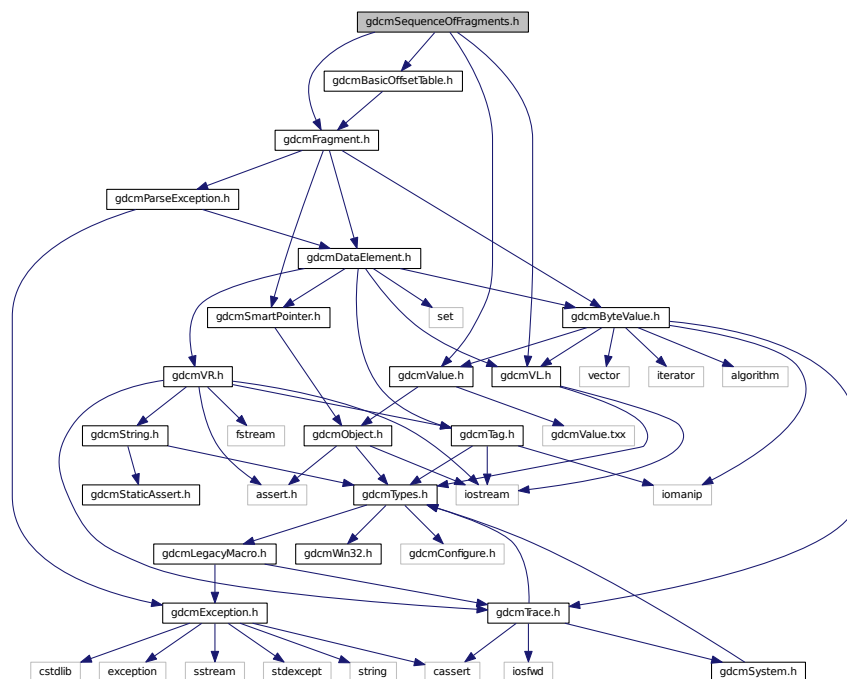 gdcmSequenceOfFragments.h
gdcmBasicOffsetTable.h
gdcmFragment.h
gdcmParseException.h
gdcmDataElement.h
gdcmSmartPointer.h
set
gdcmByteValue.h
gdcmVR.h
gdcmValue.h
gdcmVL.h
vector
iterator
algorithm
gdcmString.h
fstream
gdcmObject.h
gdcmTag.h
gdcmValue.txx
gdcmStaticAssert.h
assert.h
gdcmTypes.h
iostream
iomanip
gdcmLegacyMacro.h
gdcmWin32.h
gdcmConfigure.h
gdcmException.h
gdcmTrace.h
cstdlib
exception
sstream
stdexcept
string
cassert
iosfwd
gdcmSystem.h